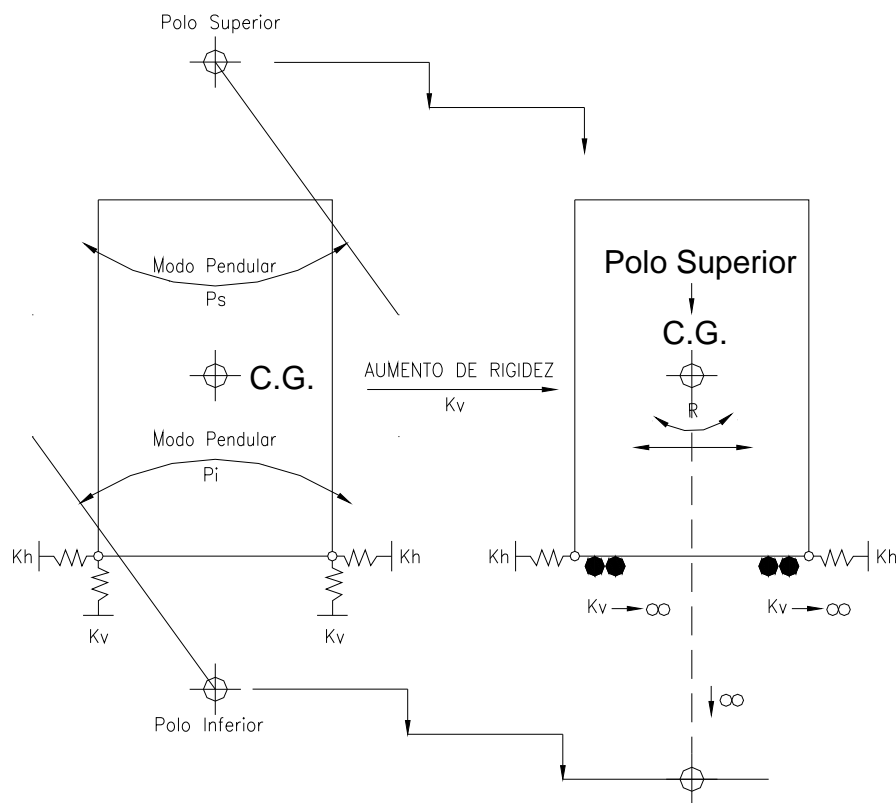 Polo Superior
Modo Pendular
Ps
C.G.
Modo Pendular
Pi
Kh
Kh
Kv
Kv
Polo Inferior
AUMENTO DE RIGIDEZ
Kv
Polo Superior
C.G.
R
Kh
Kh
Kv → ∞
Kv → ∞
∞